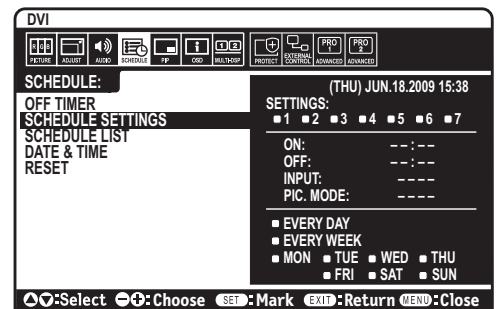 DVI
RGB
12
PRO 1
PRO 2
PICTURE ADJUST AUDIO SCHEDULE PIP OSD MULTI-DSP PROTECT EXTERNAL CONTROL ADVANCED ADVANCED
SCHEDULE:
(THU) JUN.18.2009 15:38
OFF TIMER
SCHEDULE SETTINGS
SCHEDULE LIST
DATE & TIME
RESET
SETTINGS:
1 2 3 4 5 6 7
ON: --:--
OFF: --:--
INPUT: ----
PIC. MODE: ----
EVERY DAY
EVERY WEEK
MON TUE WED THU
FRI SAT SUN
:Select :Choose SET:Mark EXIT:Return MENU:Close